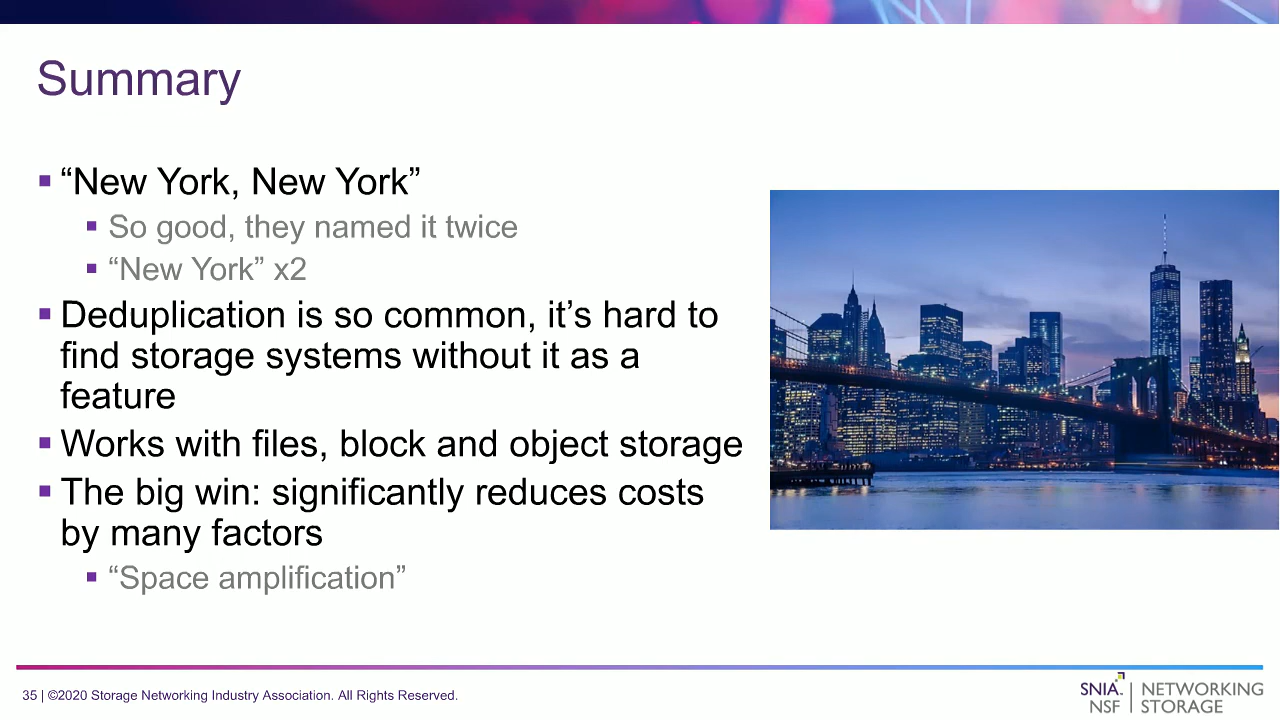 Summary
“New York, New York”
So good, they named it twice
“New York” x2
Deduplication is so common, it’s hard to
find storage systems without it as a
feature
Works with files, block and object storage
The big win: significantly reduces costs
by many factors
“Space amplification”
35 | ©2020 Storage Networking Industry Association. All Rights Reserved.
SNIA. | NETWORKING
NSF | STORAGE